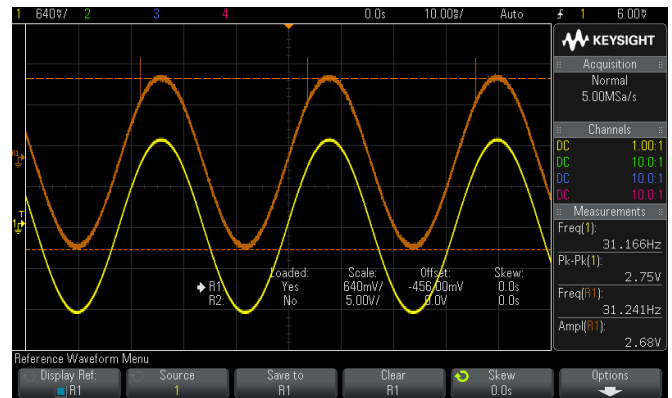 1 640V/ 2 3 4 0.0s 10.00s/ Auto 1 6.00V
KEYSIGHT
Acquisition
Normal
5.00MSa/s
Channels
DC 1.00:1
DC 10.0:1
DC 10.0:1
DC 10.0:1
Measurements
Freq(1):
31.166Hz
Pk-Pk(1):
2.75V
Freq(R1):
31.241Hz
Ampl(R1):
2.68V
R1
T
1
Loaded: Scale: Offset: Skew:
R1: Yes 640mV/ -456.00mV 0.0s
R2: No 5.00V/ 0.0V 0.0s
Reference Waveform Menu
Display Ref: Source Save to Clear Skew Options
R1 1 R1 R1 0.0s